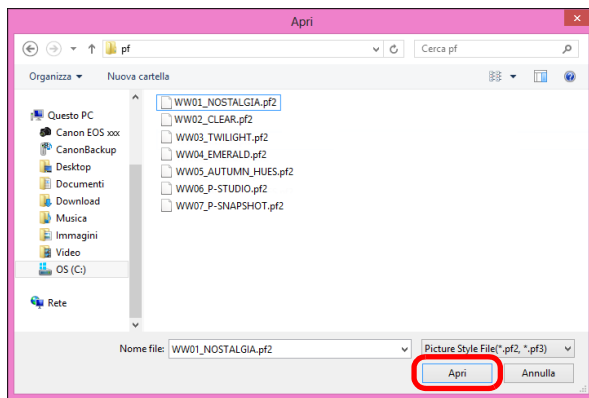 Apri
pf
Cerca pf
Organizza
Nuova cartella
Questo PC
Canon EOS xxx
CanonBackup
Desktop
Documenti
Download
Musica
Immagini
Video
OS (C:)
Rete
WW01_NOSTALGIA.pf2
WW02_CLEAR.pf2
WW03_TWILIGHT.pf2
WW04_EMERALD.pf2
WW05_AUTUMN_HUES.pf2
WW06_P-STUDIO.pf2
WW07_P-SNAPSHOT.pf2
Nome file: WW01_NOSTALGIA.pf2
Picture Style File(*.pf2, *.pf3)
Apri
Annulla